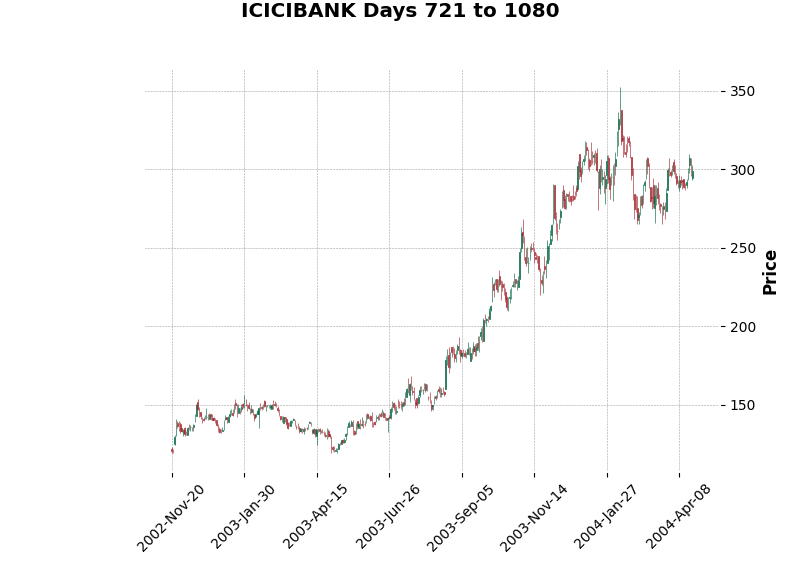 ICICIBANK Days 721 to 1080
350
300
250
200
150
Price
2002-Nov-20
2003-Jan-30
2003-Apr-15
2003-Jun-26
2003-Sep-05
2003-Nov-14
2004-Jan-27
2004-Apr-08